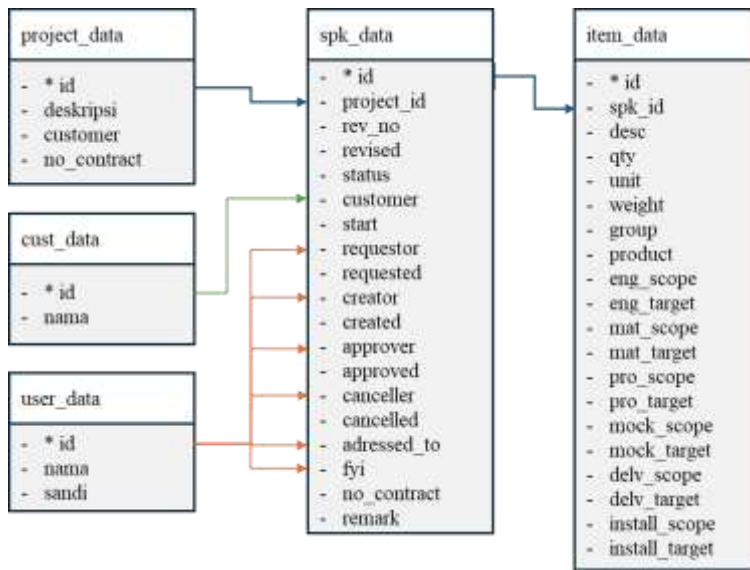 project_data
- * id
- deskripsi
- customer
- no_contract
cust_data
- * id
- nama
user_data
- * id
- nama
- sandi
spk_data
- * id
- project_id
- rev_no
- revised
- status
- customer
- start
- requestor
- requested
- creator
- created
- approver
- approved
- canceller
- cancelled
- adressed_to
- fyi
- no_contract
- remark
item_data
- * id
- spk_id
- desc
- qty
- unit
- weight
- group
- product
- eng_scope
- eng_target
- mat_scope
- mat_target
- pro_scope
- pro_target
- mock_scope
- mock_target
- delv_scope
- delv_target
- install_scope
- install_target